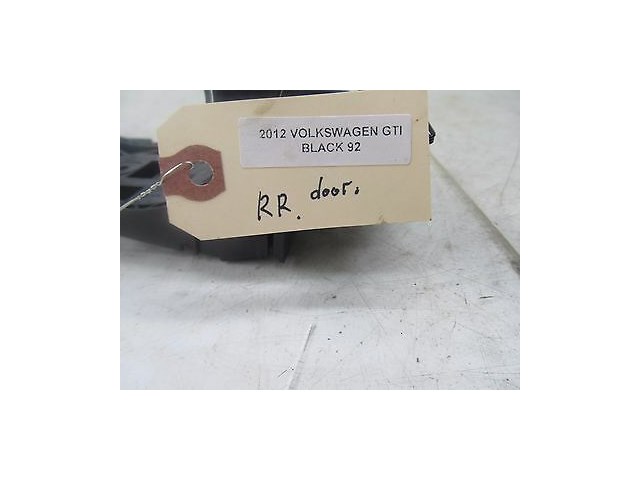 2012 VOLKSWAGEN GTI
BLACK 92
RR. door.